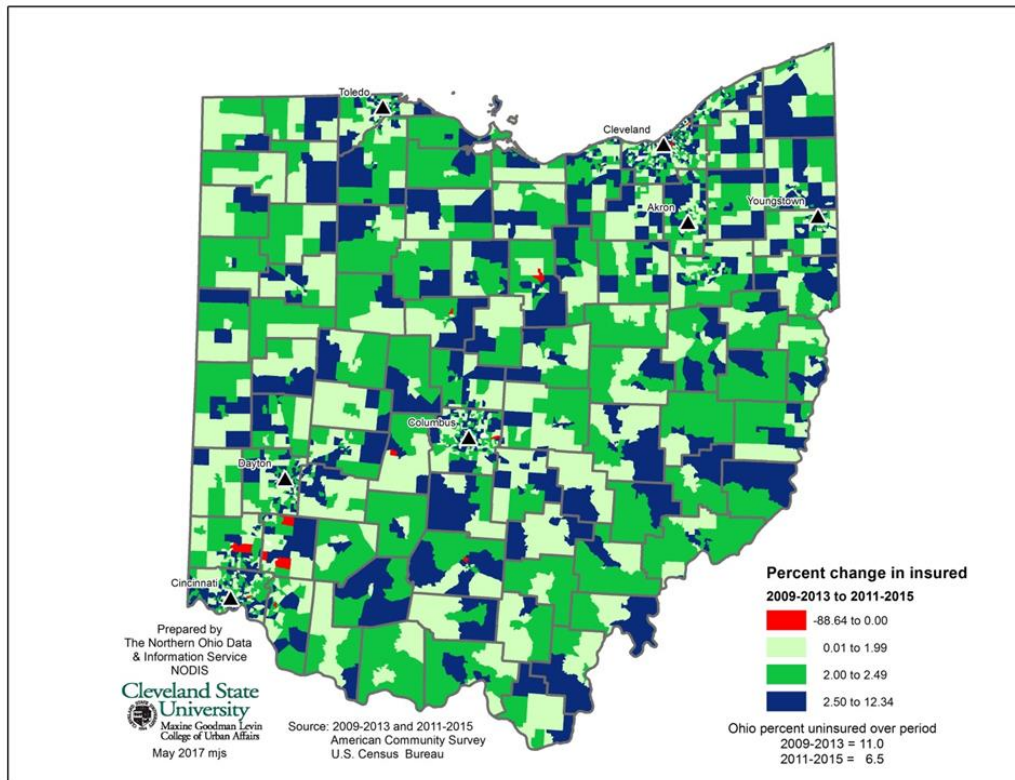 Toledo
Cleveland
Akron
Youngstown
Columbus
Dayton
Cincinnati
Prepared by
The Northern Ohio Data
& Information Service
NODIS
Cleveland State
University
Maxine Goodman Levin
College of Urban Affairs
May 2017 mjs
Source: 2009-2013 and 2011-2015
American Community Survey
U.S. Census Bureau
Percent change in insured
2009-2013 to 2011-2015
-88.64 to 0.00
0.01 to 1.99
2.00 to 2.49
2.50 to 12.34
Ohio percent uninsured over period
2009-2013 = 11.0
2011-2015 = 6.5